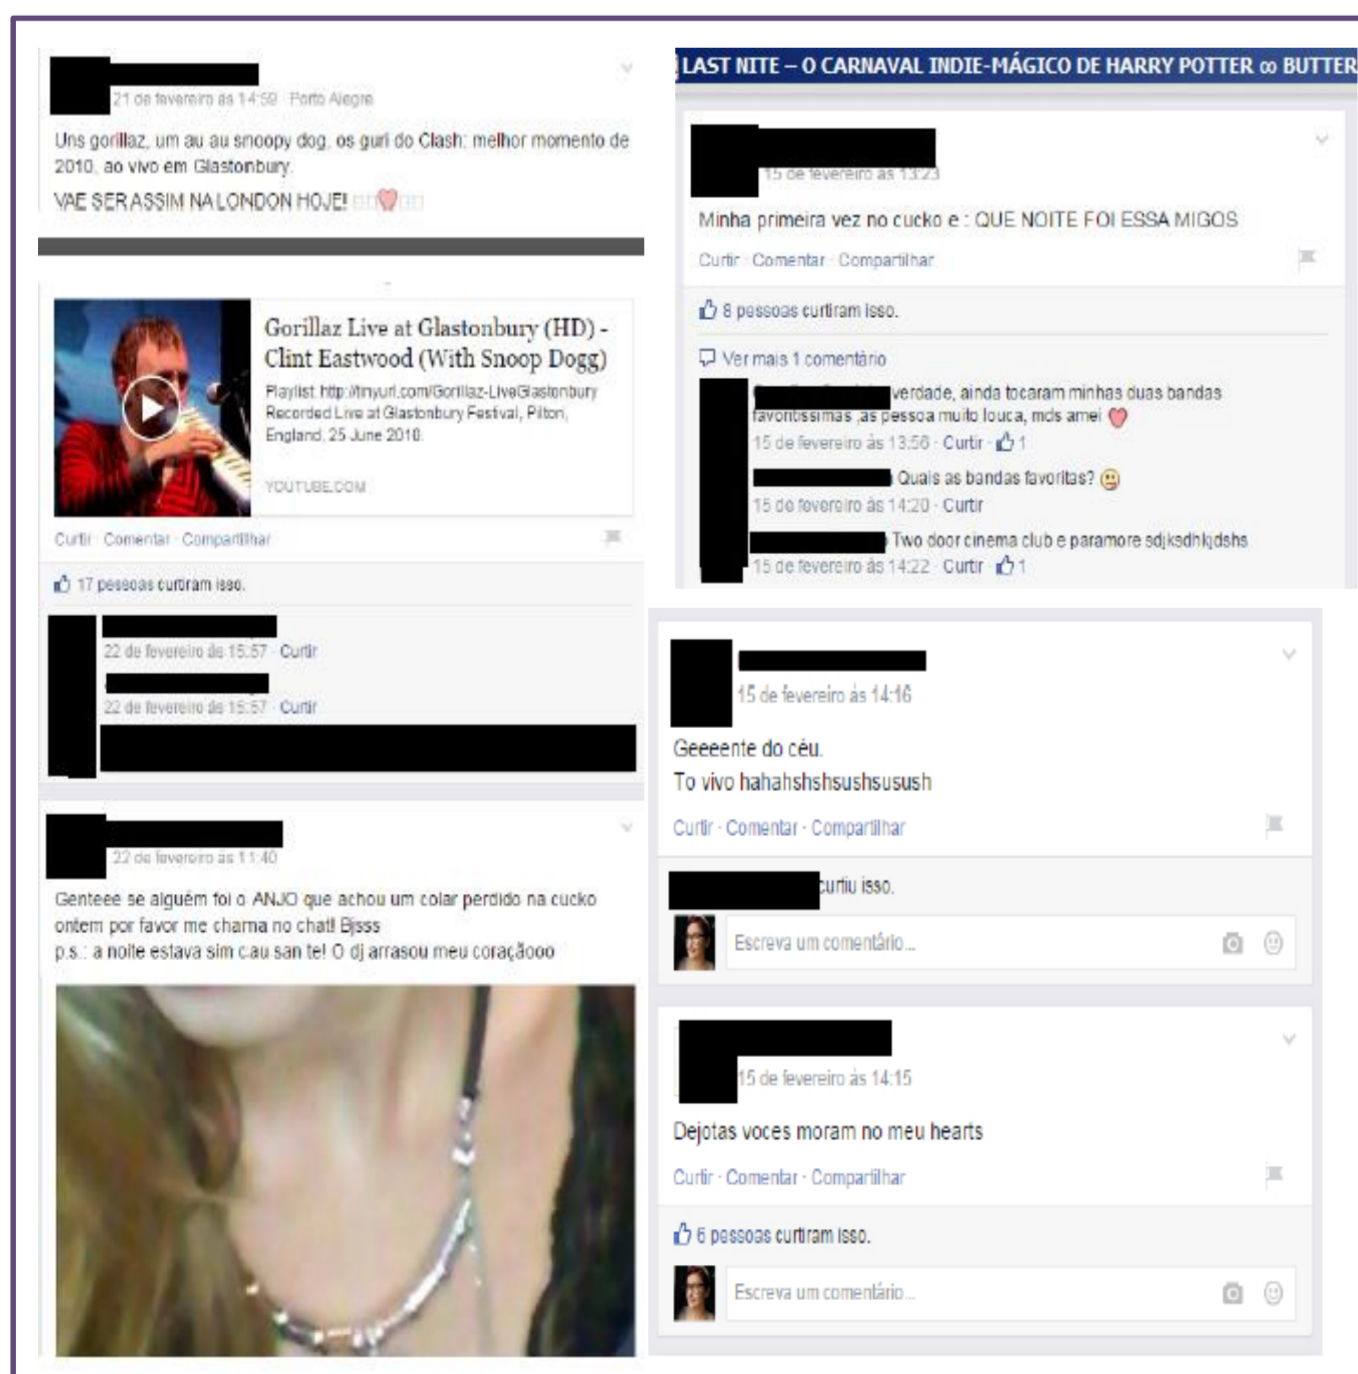 21 de fevereiro às 14:59 · Porto Alegre
Uns gorillaz, um au au snoopy dog, os guri do Clash: melhor momento de
2010, ao vivo em Glastonbury.
VAE SER ASSIM NA LONDON HOJE!
Gorillaz Live at Glastonbury (HD) -
Clint Eastwood (With Snoop Dogg)
Playlist http://tinyurl.com/Gorillaz-LiveGlastonbury
Recorded Live at Glastonbury Festival, Pilton,
England, 25 June 2010.
YOUTUBE.COM
Curtir · Comentar · Compartilhar
17 pessoas curtiram isso.
22 de fevereiro às 15:57 · Curtir
22 de fevereiro às 15:57 · Curtir
22 de fevereiro às 11:40
Genteee se alguém foi o ANJO que achou um colar perdido na cucko
ontem por favor me chama no chat! Bjsss
p.s.: a noite estava sim c.au san te! O dj arrasou meu coraçãooo
LAST NITE – O CARNAVAL INDIE-MÁGICO DE HARRY POTTER ∞ BUTTER
15 de fevereiro às 13:23
Minha primeira vez no cucko e : QUE NOITE FOI ESSA MIGOS
Curtir · Comentar · Compartilhar
8 pessoas curtiram isso.
Ver mais 1 comentário
verdade, ainda tocaram minhas duas bandas
favoritissimas ,as pessoa muito louca, mds amei
15 de fevereiro às 13:56 · Curtir · 1
Quais as bandas favoritas?
15 de fevereiro às 14:20 · Curtir
Two door cinema club e paramore sdjksdhkjdshs
15 de fevereiro às 14:22 · Curtir · 1
15 de fevereiro às 14:16
Geeeente do céu.
To vivo hahahshshsushsusush
Curtir · Comentar · Compartilhar
curtiu isso.
Escreva um comentário...
15 de fevereiro às 14:15
Dejotas voces moram no meu hearts
Curtir · Comentar · Compartilhar
6 pessoas curtiram isso.
Escreva um comentário...